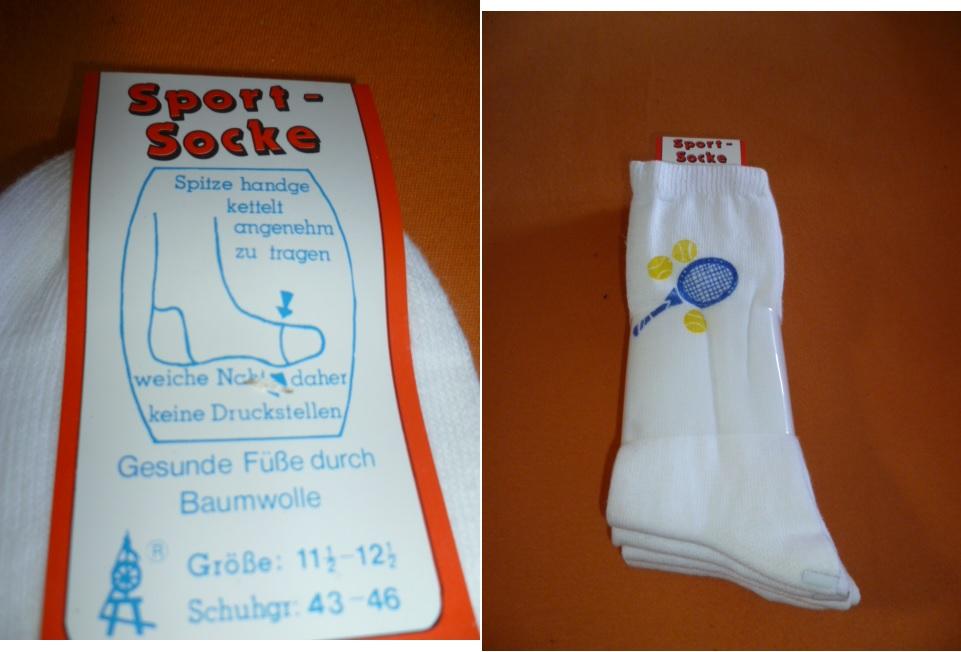 Sport-
Socke
Spitze handge
kettelt
angenehm
zu tragen
weiche daher
keine Druckstellen
Gesunde Füße durch
Baumwolle
®
Größe: 11½-12½
Schuhgr: 43-46
Sport-
Socke